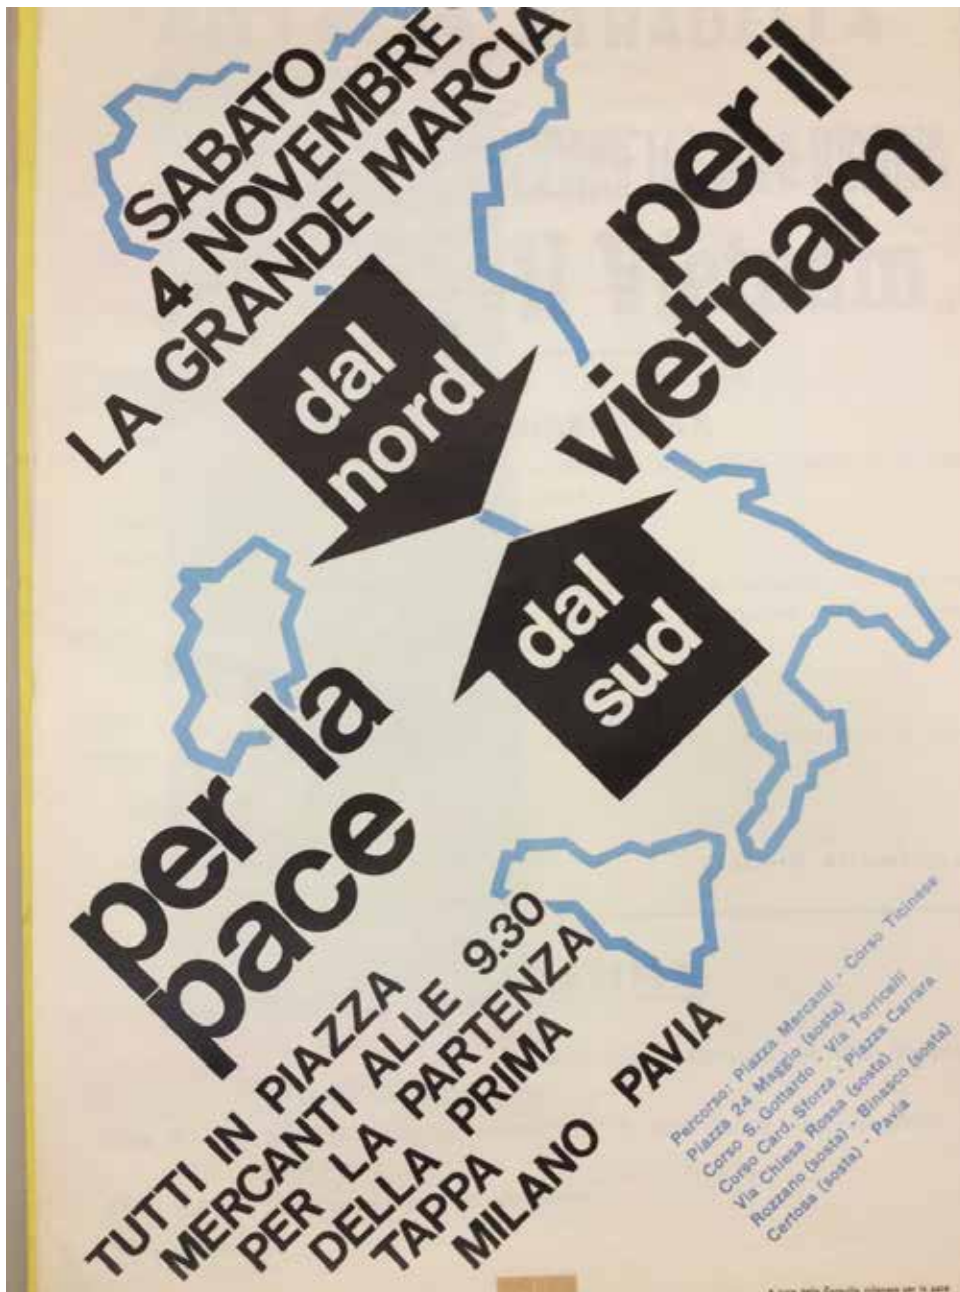 SABATO
4 NOVEMBRE
LA GRANDE MARCIA
per il
vietnam
dal
nord
dal
sud
per la
pace
TUTTI IN PIAZZA
MERCANTI ALLE 9.30
PER LA PARTENZA
DELLA PRIMA
TAPPA
MILANO PAVIA
Percorso: Piazza Mercanti - Corso Ticinese
Piazza 24 Maggio (sosta)
Corso S. Gottardo - Via Torricelli
Corso Card. Sforza - Piazza Carrara
Via Chiesa Rossa (sosta)
Rozzano (sosta) - Binasco (sosta)
Certosa (sosta) - Pavia